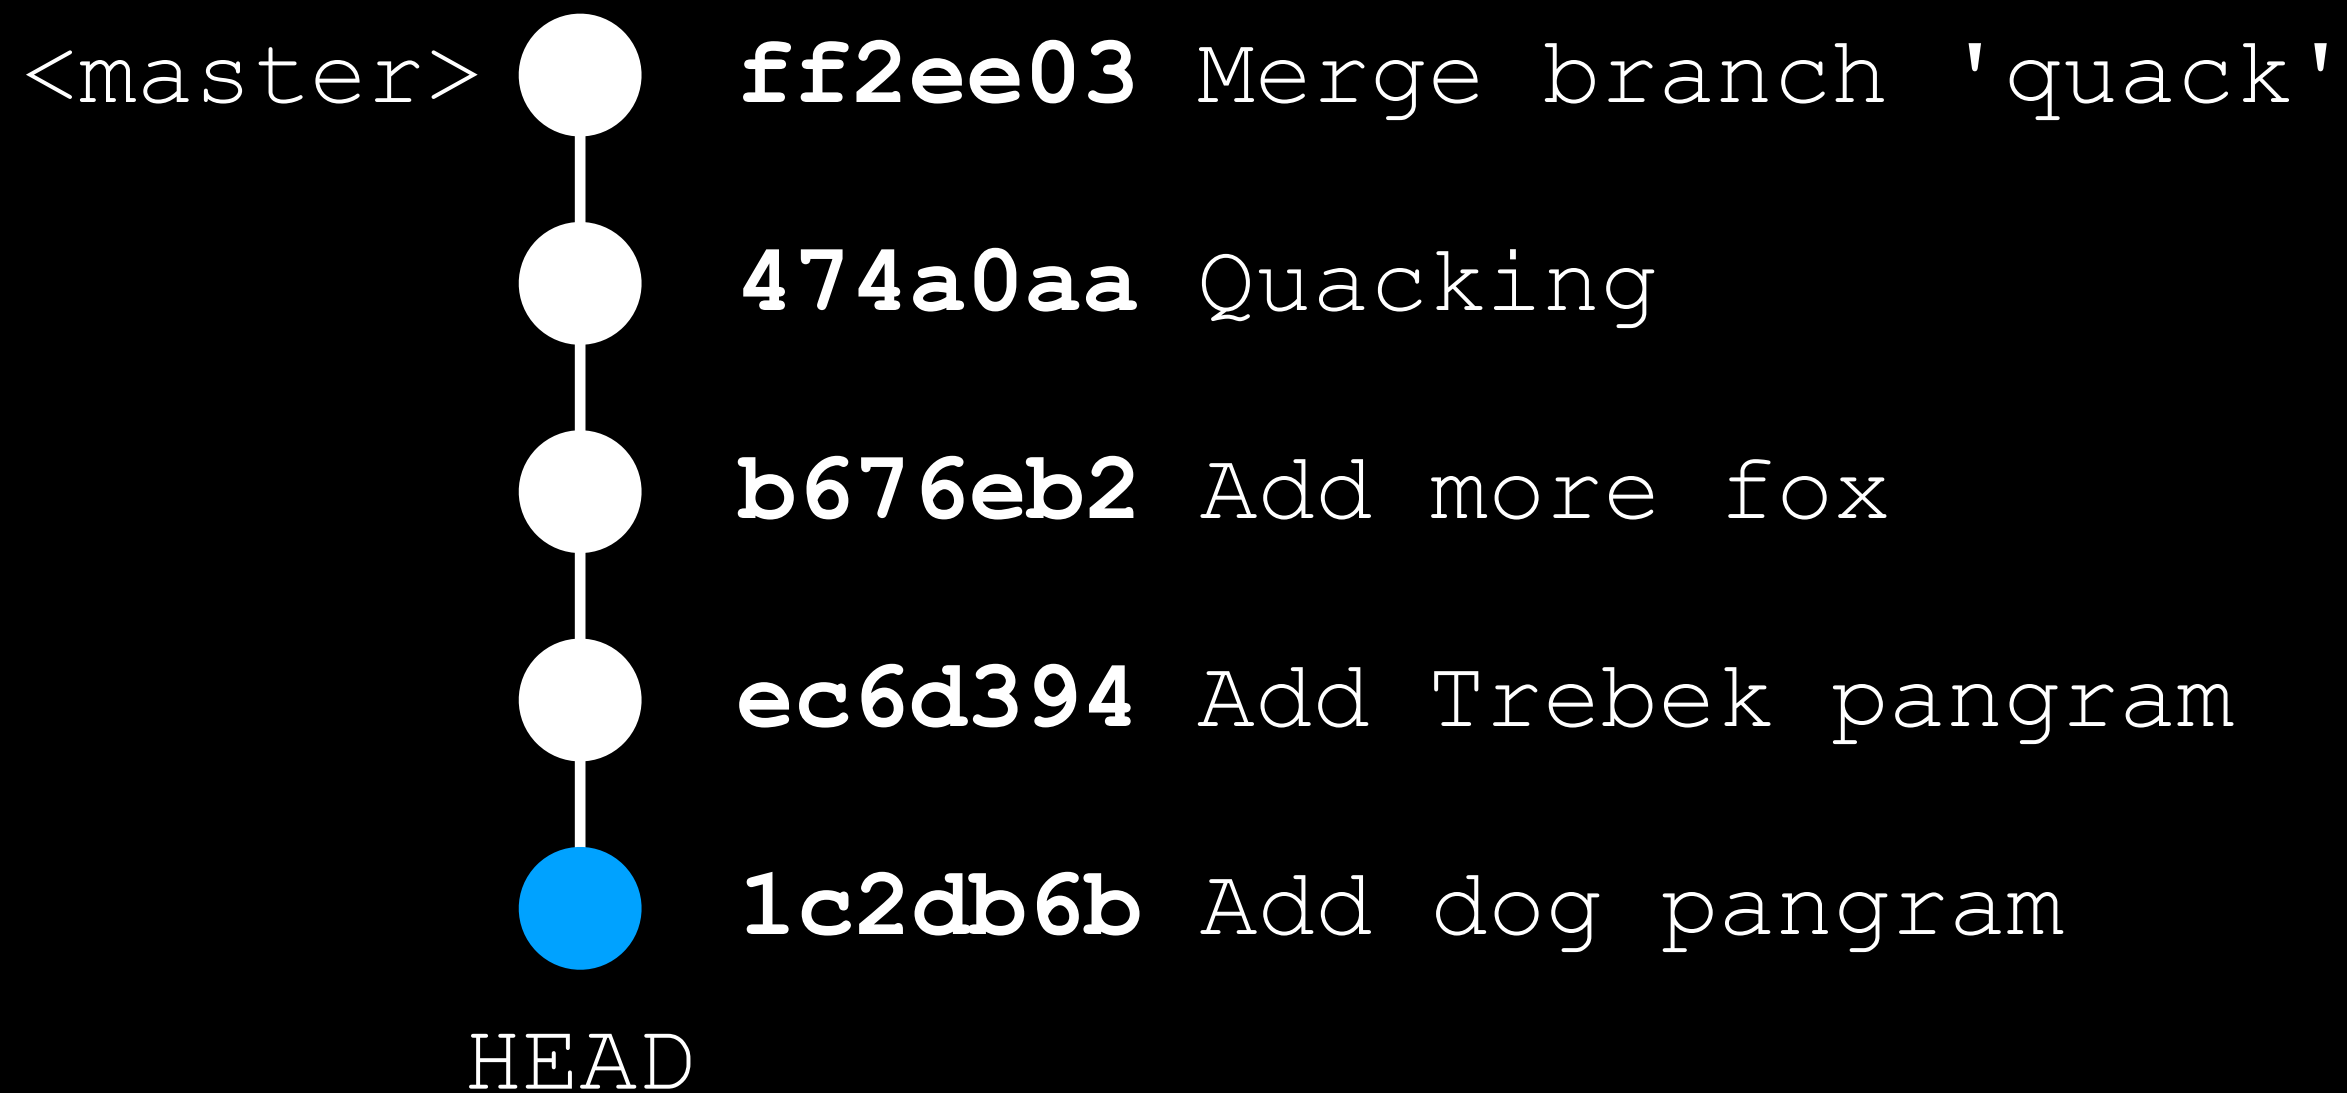 <master> ff2ee03 Merge branch 'quack'
474a0aa Quacking
b676eb2 Add more fox
ec6d394 Add Trebek pangram
1c2db6b Add dog pangram
HEAD